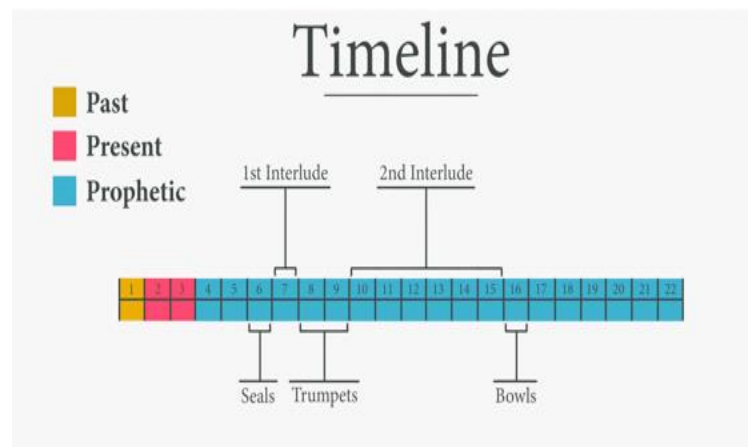 Timeline
Past
Present
Prophetic
1st Interlude 2nd Interlude
1 2 3 4 5 6 7 8 9 10 11 12 13 14 15 16 17 18 19 20 21 22
Seals Trumpets Bowls